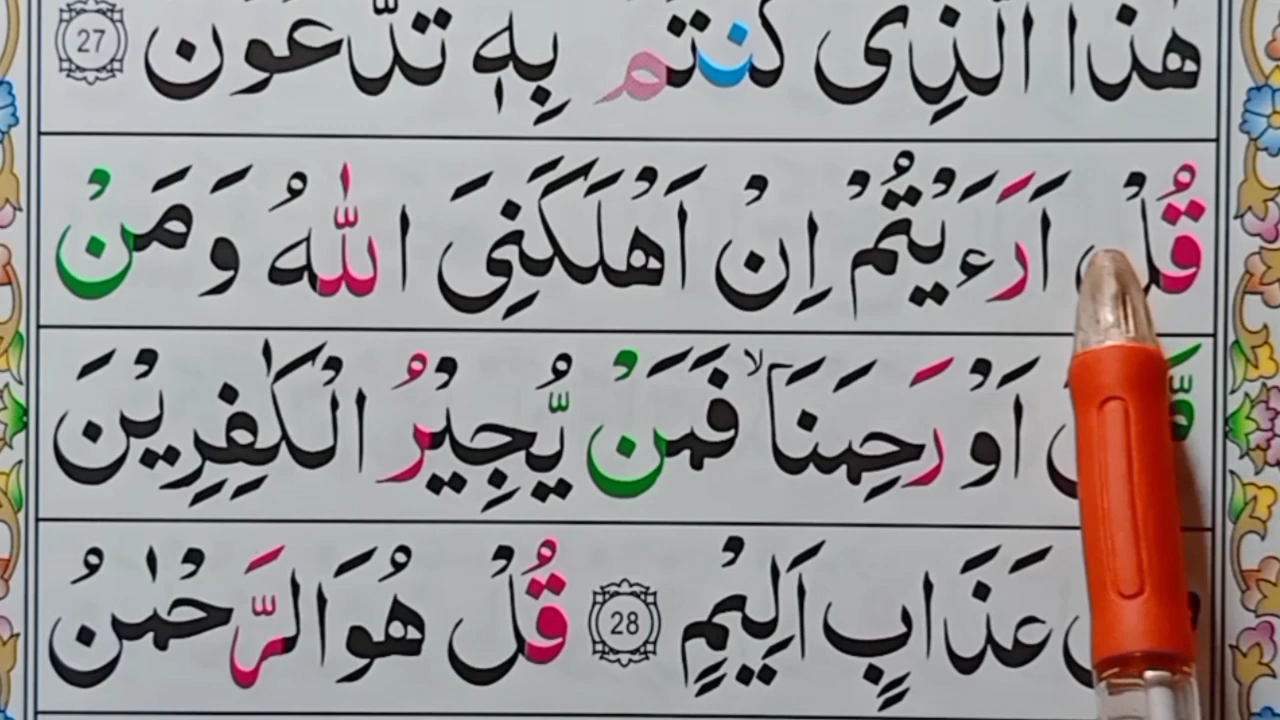 هٰذَا الَّذِیْ كُنْتُمْ بِهٖ تَدَّعُوْنَ 27
قُلْ اَرَءَیْتُمْ اِنْ اَهْلَكَنِیَ اللّٰهُ وَ مَنْ
اَوْ رَحِمَنَاۙ فَمَنْ یُّجِیْرُ الْكٰفِرِیْنَ
عَذَابٍ اَلِیْمٍ 28 قُلْ هُوَ الرَّحْمٰنُ